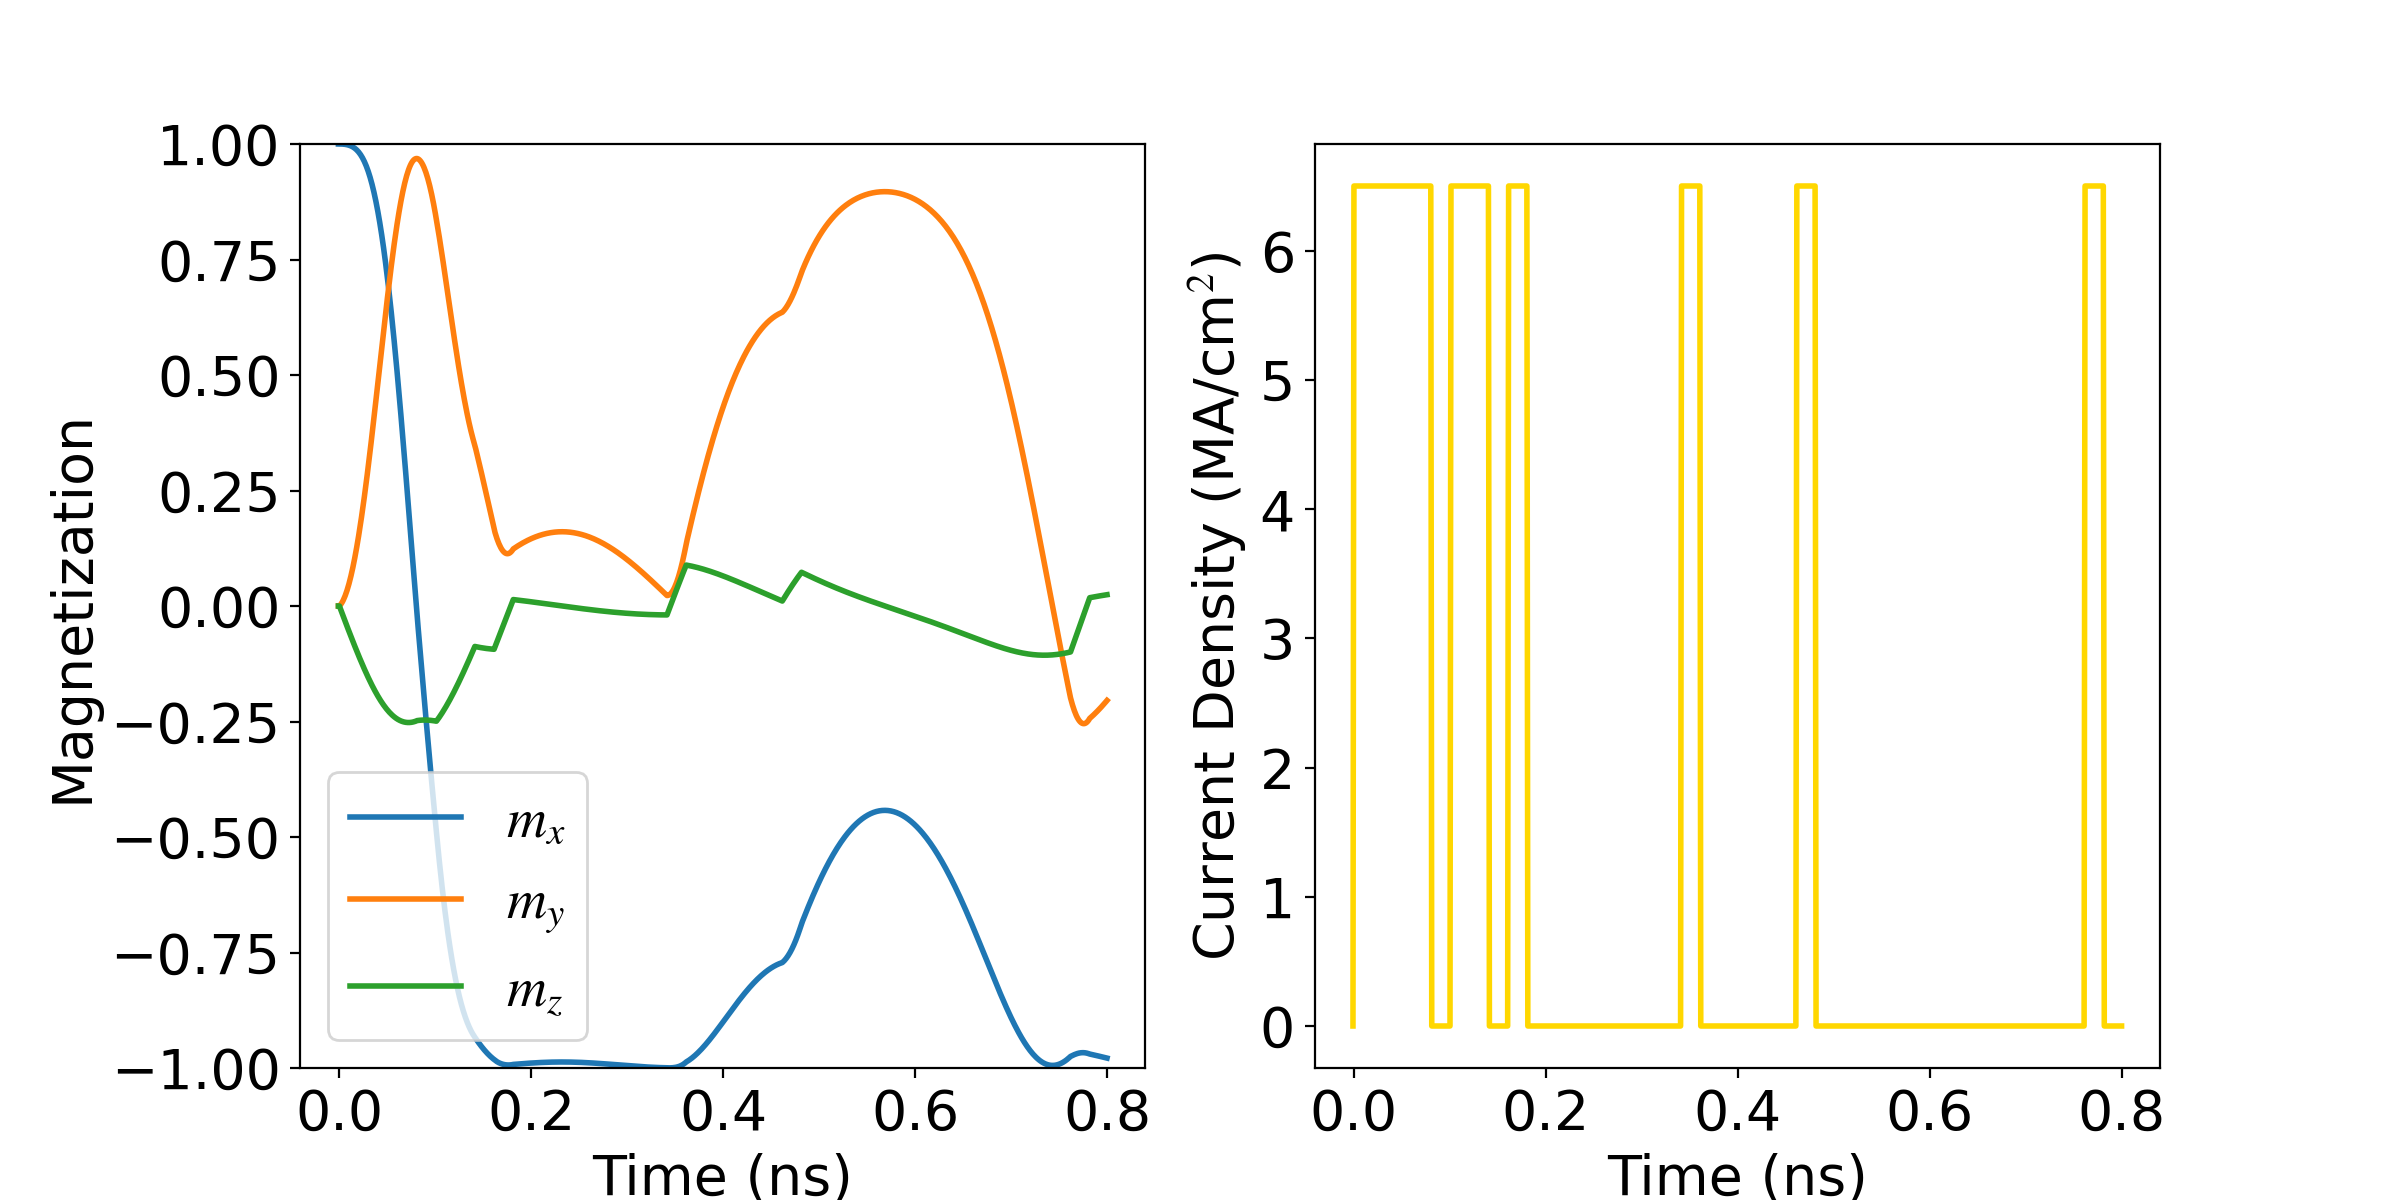 Magnetization
1.00
0.75
0.50
0.25
0.00
−0.25
−0.50
−0.75
−1.00
m_x
m_y
m_z
0.0 0.2 0.4 0.6 0.8
Time (ns)
Current Density (MA/cm²)
6
5
4
3
2
1
0
0.0 0.2 0.4 0.6 0.8
Time (ns)